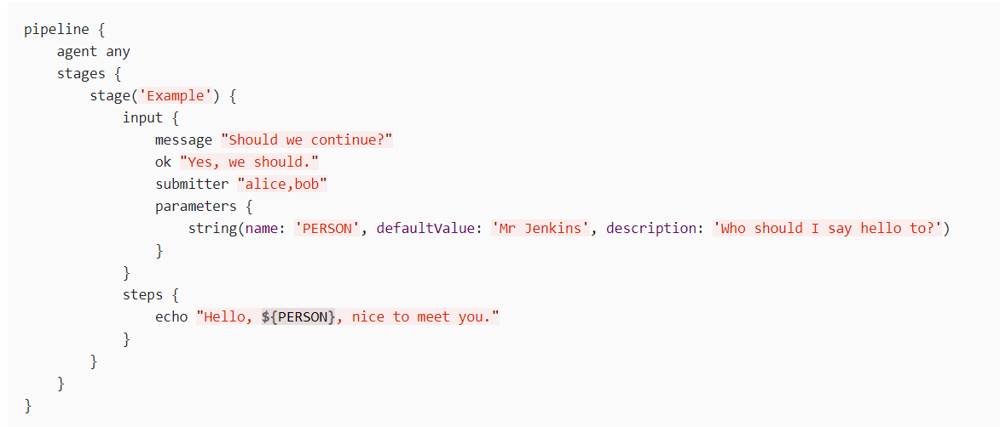 pipeline {
    agent any
    stages {
        stage('Example') {
            input {
                message "Should we continue?"
                ok "Yes, we should."
                submitter "alice,bob"
                parameters {
                    string(name: 'PERSON', defaultValue: 'Mr Jenkins', description: 'Who should I say hello to?')
                }
            }
            steps {
                echo "Hello, ${PERSON}, nice to meet you."
            }
        }
    }
}